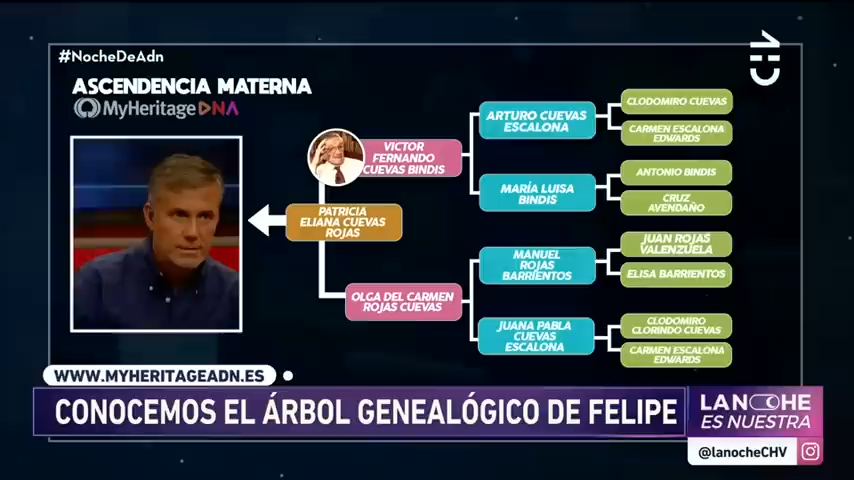 #NocheDeAdn
CHV
ASCENDENCIA MATERNA
MyHeritage DNA
VICTOR
FERNANDO
CUEVAS BINDIS
PATRICIA
ELIANA CUEVAS
ROJAS
OLGA DEL CARMEN
ROJAS CUEVAS
ARTURO CUEVAS
ESCALONA
MARÍA LUISA
BINDIS
MANUEL
ROJAS
BARRIENTOS
JUANA PABLA
CUEVAS
ESCALONA
CLODOMIRO CUEVAS
CARMEN ESCALONA
EDWARDS
ANTONIO BINDIS
CRUZ
AVENDAÑO
JUAN ROJAS
VALENZUELA
ELISA BARRIENTOS
CLODOMIRO
CLORINDO CUEVAS
CARMEN ESCALONA
EDWARDS
WWW.MYHERITAGEADN.ES
CONOCEMOS EL ÁRBOL GENEALÓGICO DE FELIPE
LA NOCHE
ES NUESTRA
@lanocheCHV